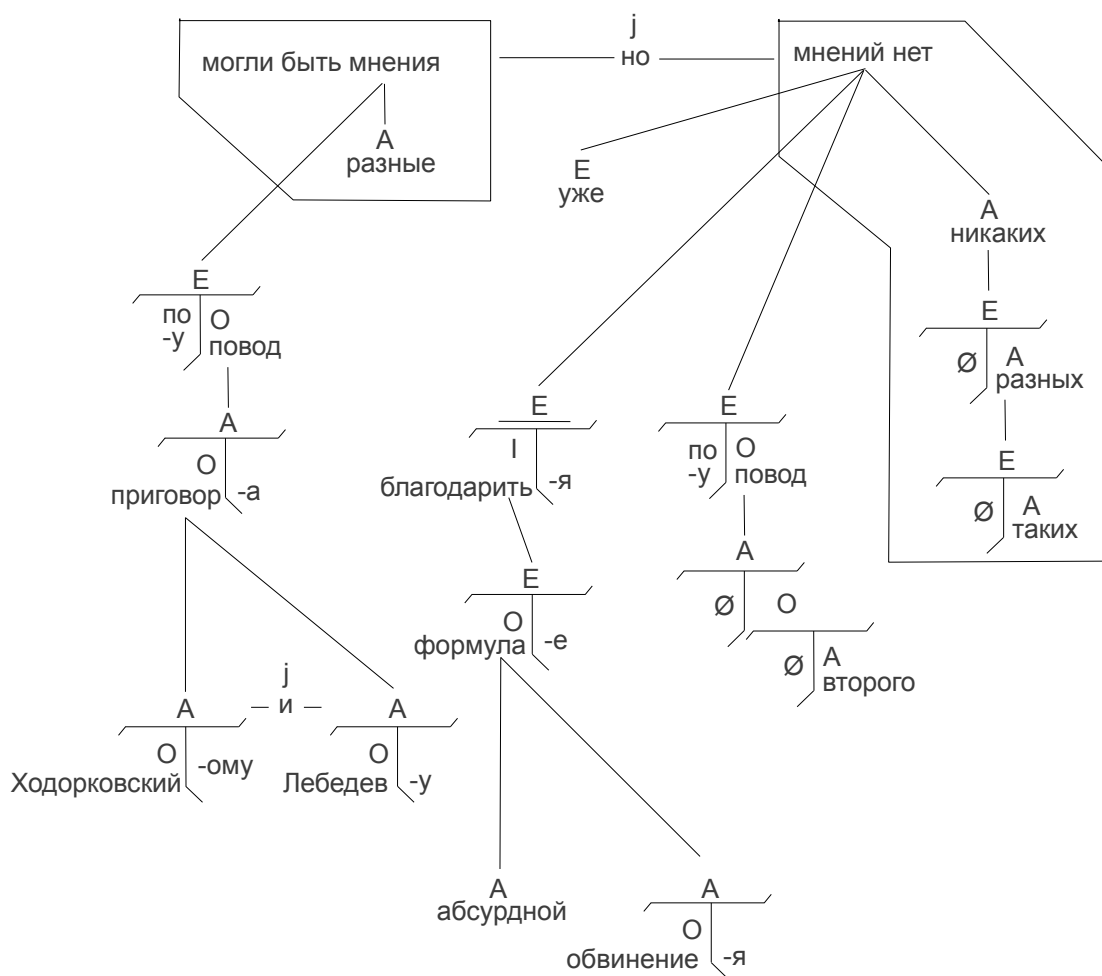 j
могли быть мнения
но
мнений нет
А
разные
Е
уже
А
никаких
Е
по
-у
О
повод
Е
Ø
А
разных
А
О
приговор
-а
Е
I
благодарить
-я
Е
по
-у
О
повод
Е
Ø
А
таких
А
Ø
О
Е
О
формула
-е
Ø
А
второго
j
А
и
А
О
Ходорковский
-ому
О
Лебедев
-у
А
абсурдной
А
О
обвинение
-я